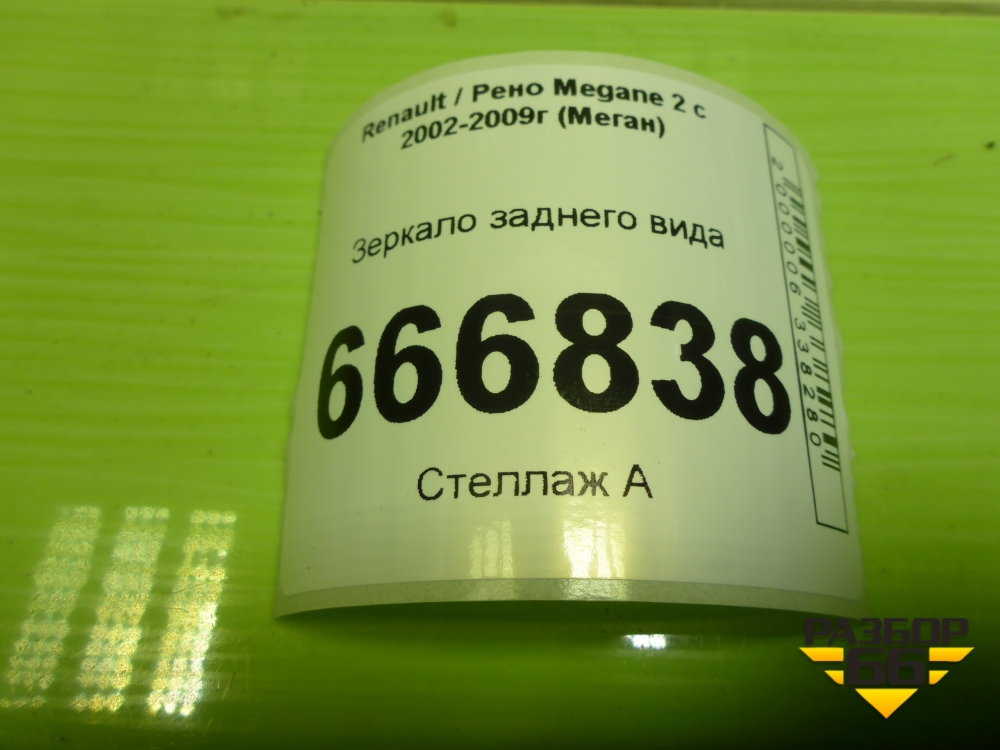 Renault / Рено Megane 2 с
2002-2009г (Меган)
Зеркало заднего вида
666838
Стеллаж А
2000006338280
РАЗБОР
66